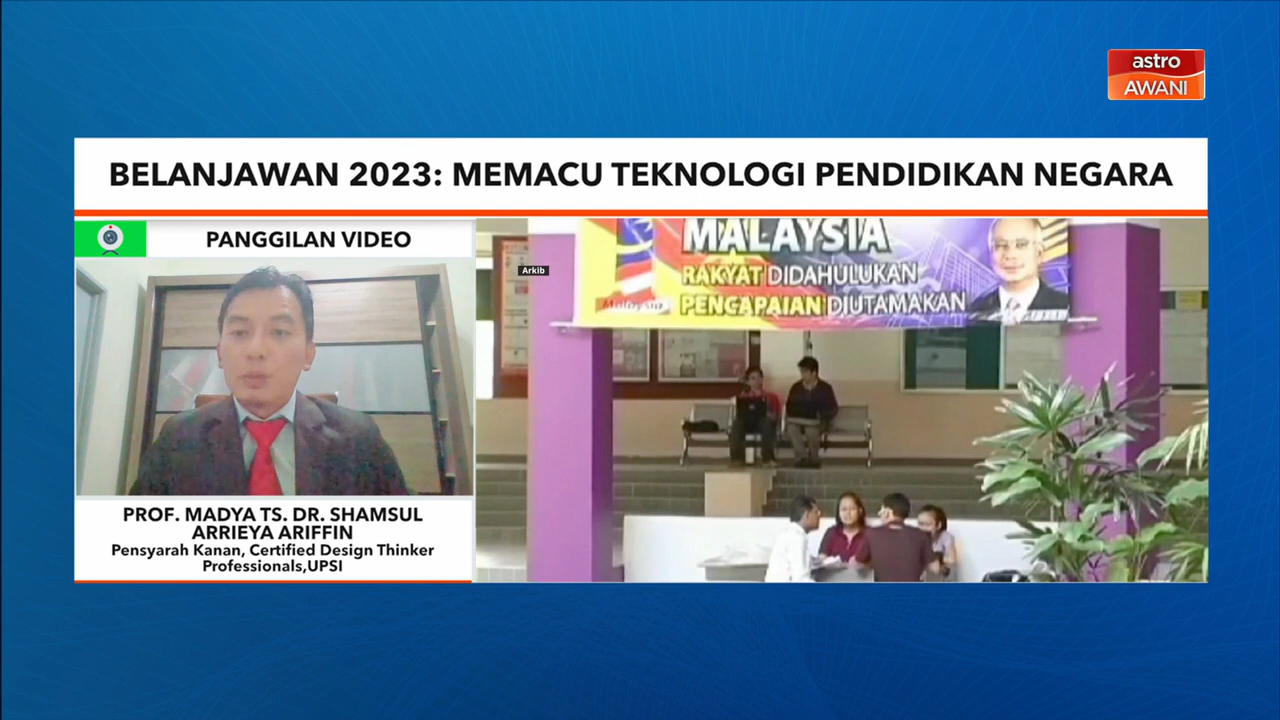 astro
AWANI
BELANJAWAN 2023: MEMACU TEKNOLOGI PENDIDIKAN NEGARA
PANGGILAN VIDEO
Arkib
MALAYSIA
RAKYAT DIDAHULUKAN
PENGAPAIAN DIUTAMAKAN
PROF. MADYA TS. DR. SHAMSUL
ARRIEYA ARIFFIN
Pensyarah Kanan, Certified Design Thinker
Professionals,UPSI